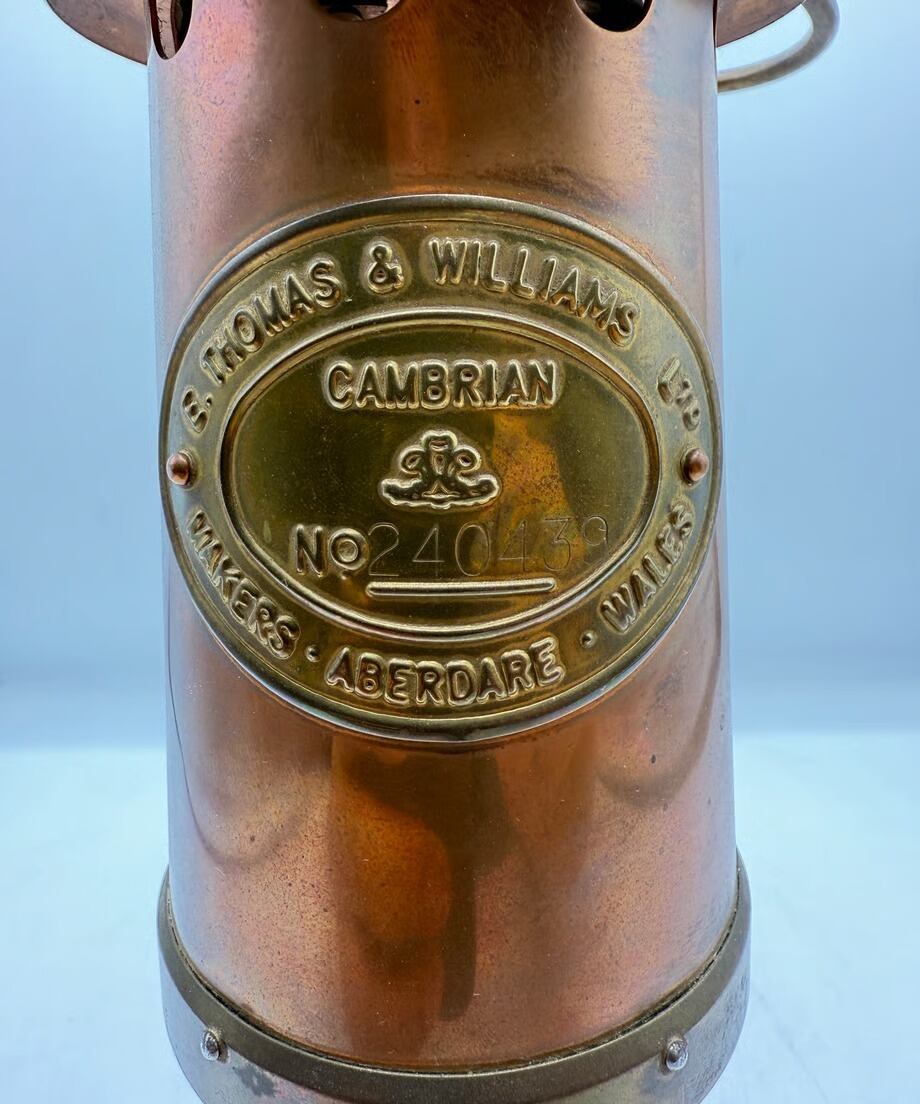 E. THOMAS & WILLIAMS LTD
CAMBRIAN
No 240439
MAKERS · ABERDARE · WALES